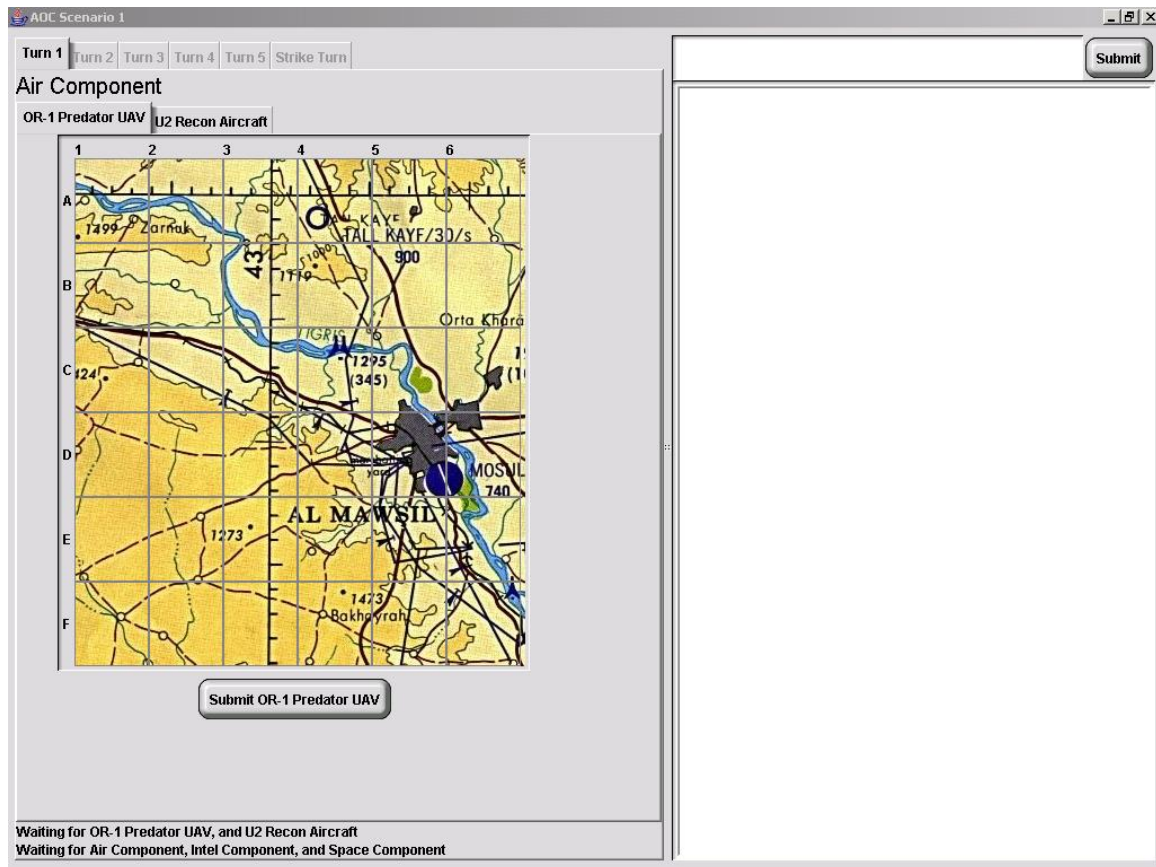 AOC Scenario 1
Turn 1 Turn 2 Turn 3 Turn 4 Turn 5 Strike Turn
Submit
Air Component
OR-1 Predator UAV U2 Recon Aircraft
1 2 3 4 5 6
A
1499 Zarnak
TALL KAYF
TALL KAYF/30/s
900
43
1000
1119
B
Orta Khara
TIGRIS
1295
(345)
C
424
D
yard
MOSUL
740
AL MAWSIL
E
1273
1473
Bakhayrah
F
Submit OR-1 Predator UAV
Waiting for OR-1 Predator UAV, and U2 Recon Aircraft
Waiting for Air Component, Intel Component, and Space Component